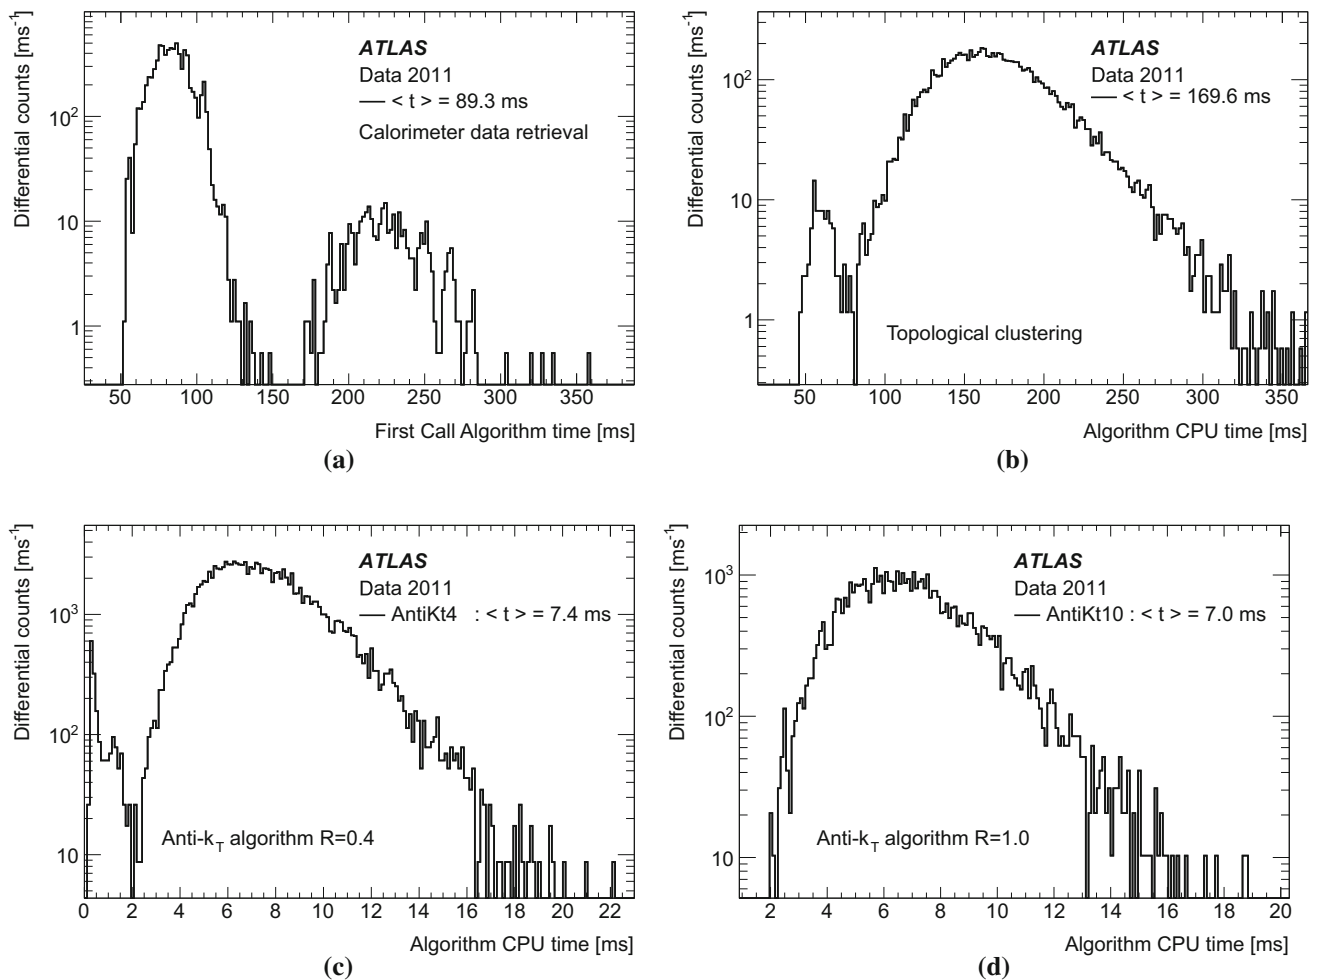 Differential counts [ms-1]
10²
10
1
ATLAS
Data 2011
< t > = 89.3 ms
Calorimeter data retrieval
50 100 150 200 250 300 350
First Call Algorithm time [ms]
(a)
Differential counts [ms-1]
10²
10
1
ATLAS
Data 2011
< t > = 169.6 ms
Topological clustering
50 100 150 200 250 300 350
Algorithm CPU time [ms]
(b)
Differential counts [ms-1]
10³
10²
10
ATLAS
Data 2011
AntiKt4 : < t > = 7.4 ms
Anti-kT algorithm R=0.4
0 2 4 6 8 10 12 14 16 18 20 22
Algorithm CPU time [ms]
(c)
Differential counts [ms-1]
10³
10²
10
ATLAS
Data 2011
AntiKt10 : < t > = 7.0 ms
Anti-kT algorithm R=1.0
2 4 6 8 10 12 14 16 18 20
Algorithm CPU time [ms]
(d)